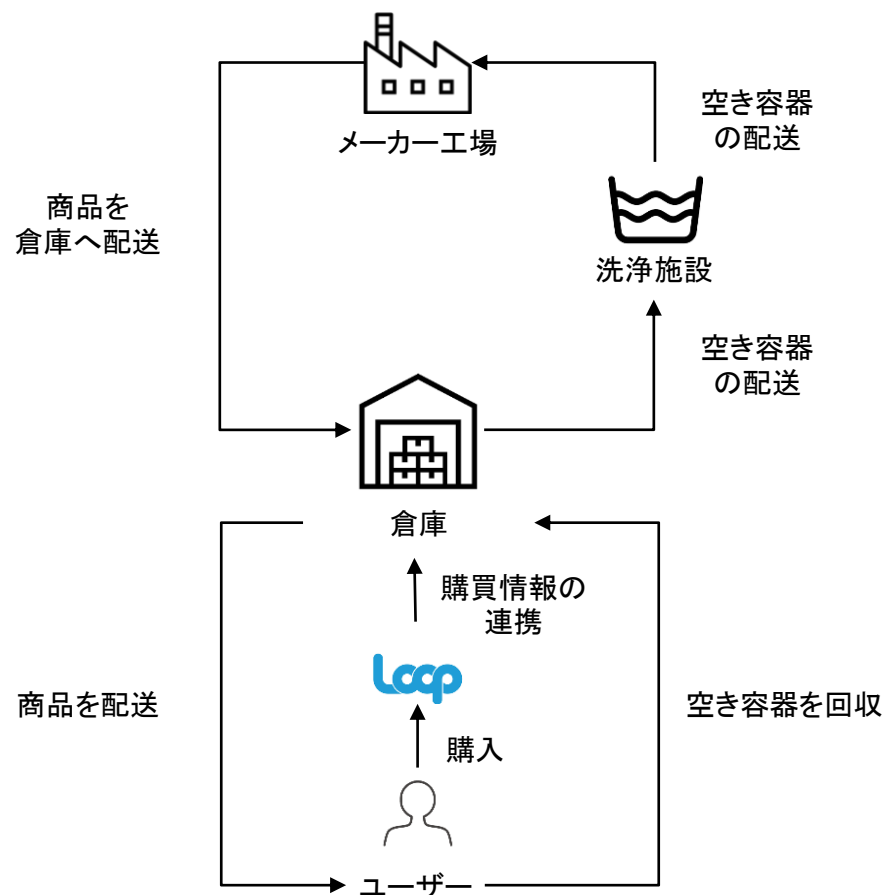 メーカー工場
空き容器
の配送
商品を
倉庫へ配送
洗浄施設
空き容器
の配送
倉庫
購買情報の
連携
Loop
商品を配送
空き容器を回収
購入
ユーザー